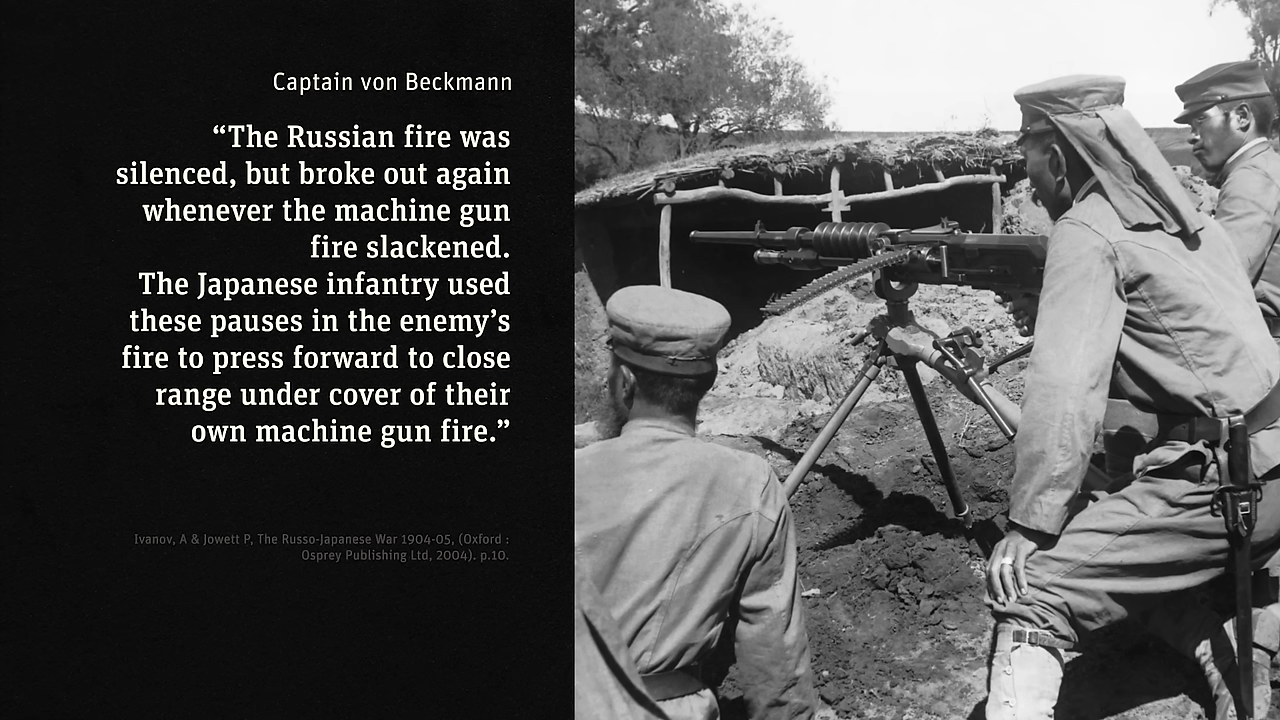 Captain von Beckmann
“The Russian fire was
silenced, but broke out again
whenever the machine gun
fire slackened.
The Japanese infantry used
these pauses in the enemy’s
fire to press forward to close
range under cover of their
own machine gun fire.”
Ivanov, A & Jowett P, The Russo-Japanese War 1904-05, (Oxford :
Osprey Publishing Ltd, 2004). p.10.